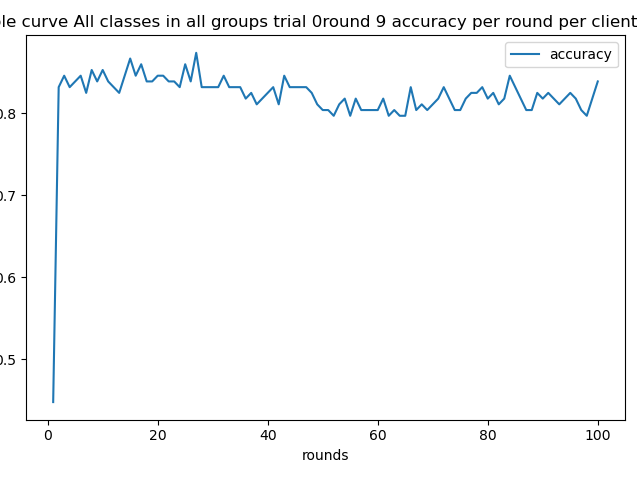 le curve All classes in all groups trial 0round 9 accuracy per round per client
accuracy
0.8
0.7
0.6
0.5
0 20 40 60 80 100
rounds